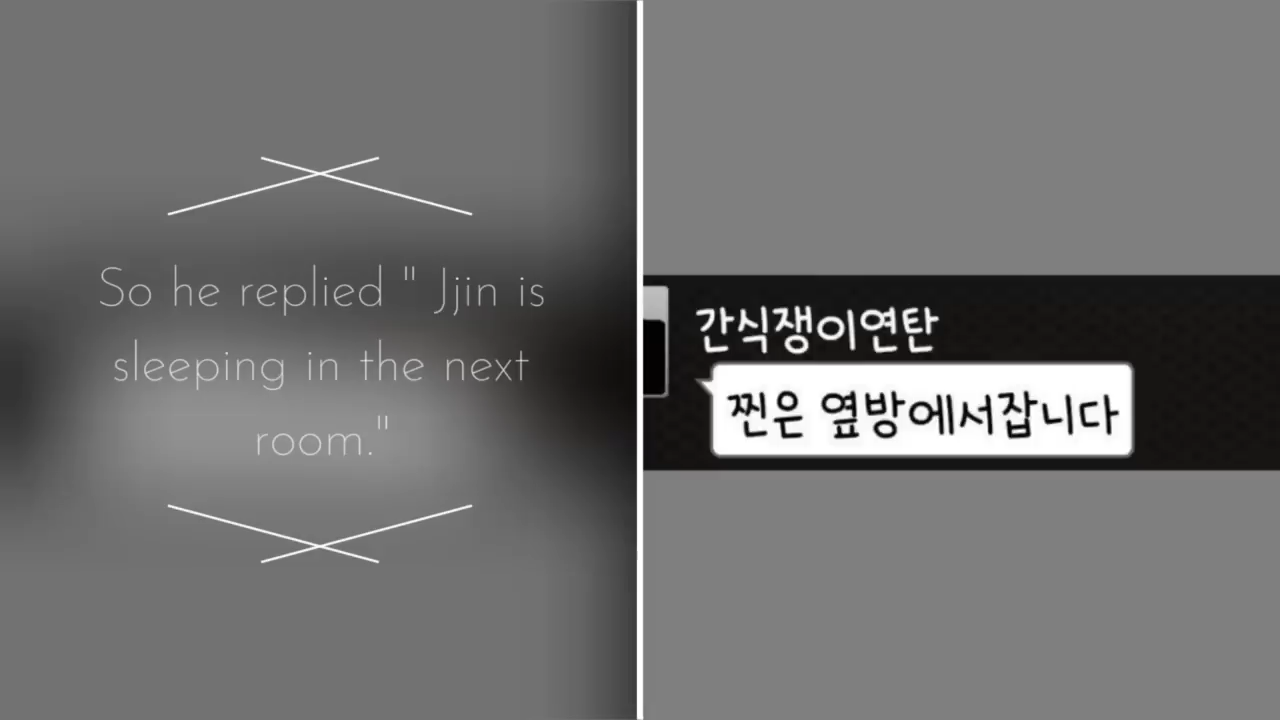 So he replied " Jjin is
sleeping in the next
room."
간식쟁이연탄
찐은 옆방에서잡니다